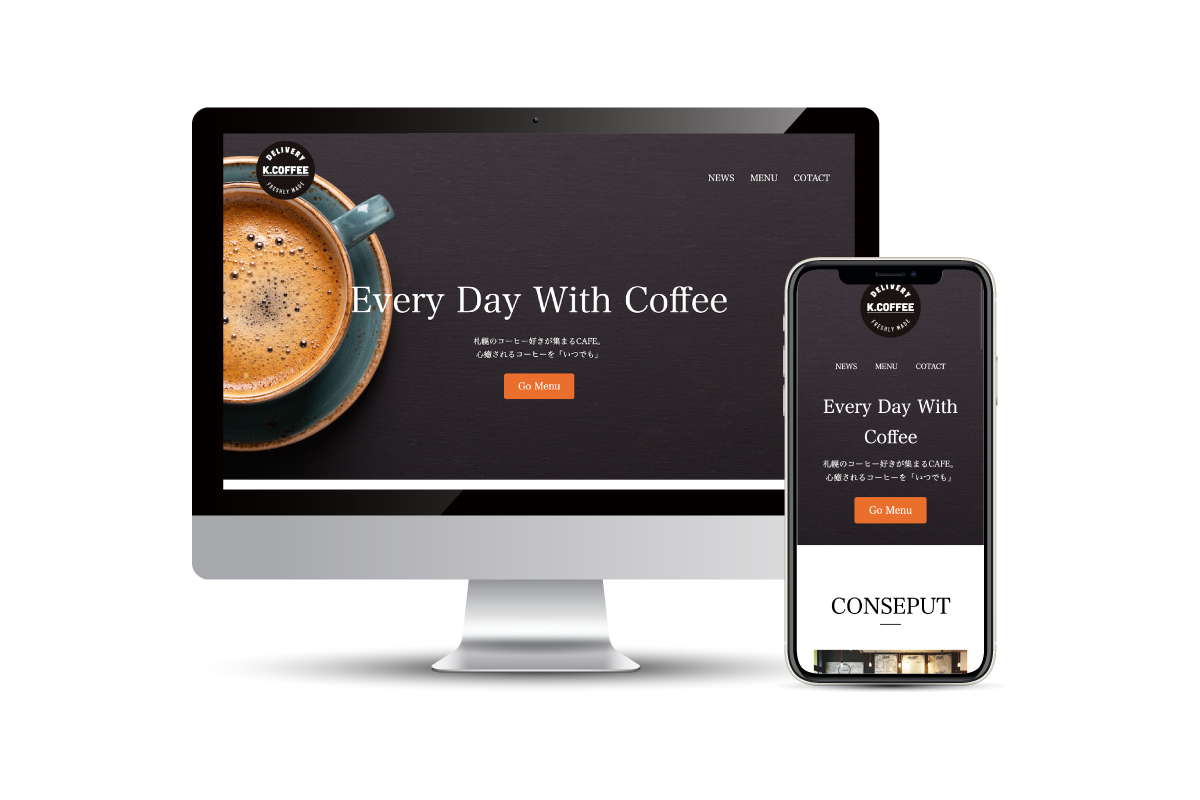 DELIVERY
K.COFFEE
FRESHLY MADE
NEWS MENU COTACT
Every Day With Coffee
札幌のコーヒー好きが集まるCAFE。
心癒されるコーヒーを「いつでも」
Go Menu
DELIVERY
K.COFFEE
FRESHLY MADE
NEWS MENU COTACT
Every Day With
Coffee
札幌のコーヒー好きが集まるCAFE。
心癒されるコーヒーを「いつでも」
Go Menu
CONSEPUT